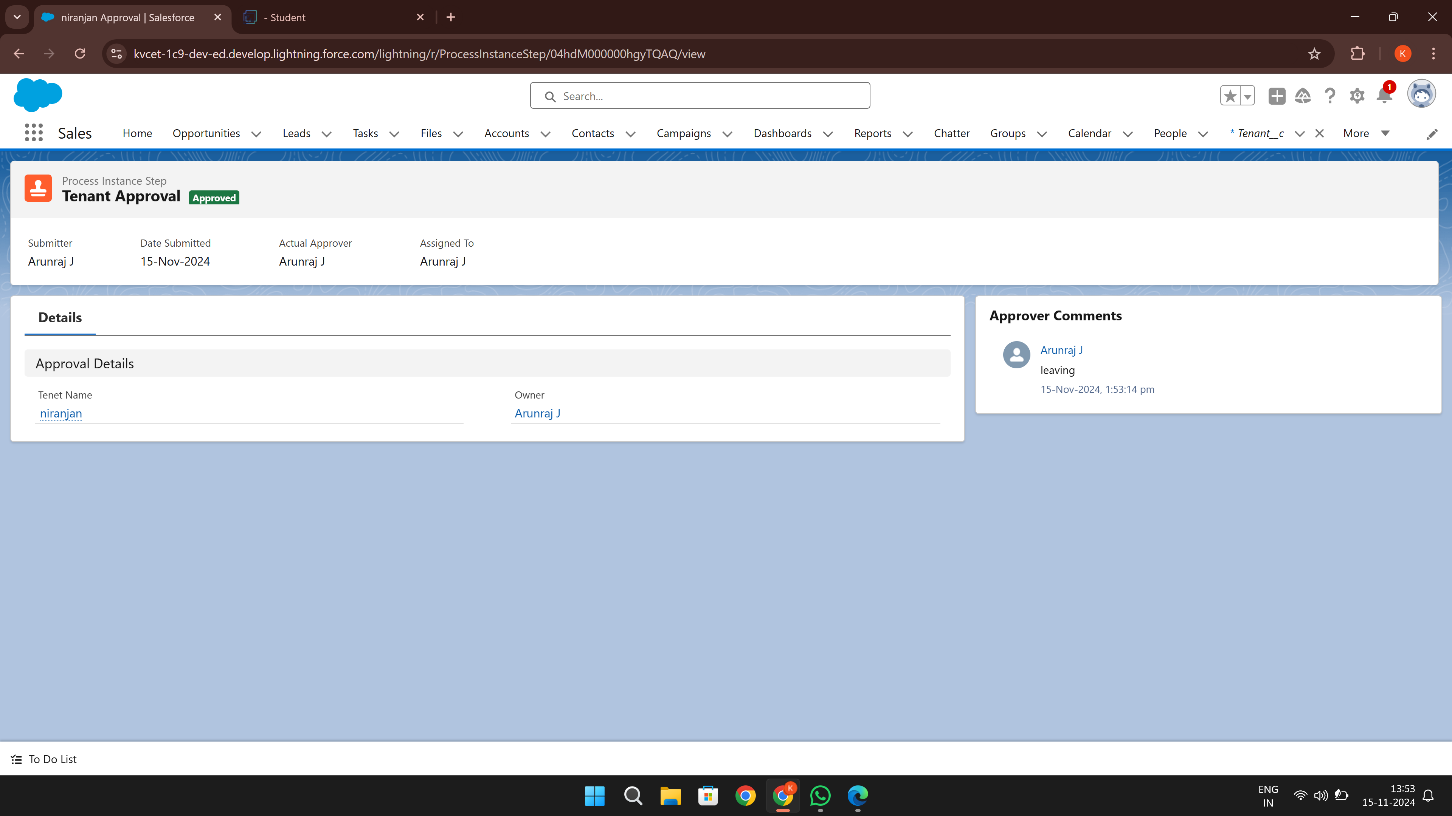 niranjan Approval | Salesforce
- Student
kvcet-1c9-dev-ed.develop.lightning.force.com/lightning/r/ProcessInstanceStep/04hdM000000hgyTQAQ/view
K
Search...
1
Sales
Home
Opportunities
Leads
Tasks
Files
Accounts
Contacts
Campaigns
Dashboards
Reports
Chatter
Groups
Calendar
People
* Tenant__c
More
Process Instance Step
Tenant Approval Approved
Submitter
Arunraj J
Date Submitted
15-Nov-2024
Actual Approver
Arunraj J
Assigned To
Arunraj J
Details
Approval Details
Tenet Name
niranjan
Owner
Arunraj J
Approver Comments
Arunraj J
leaving
15-Nov-2024, 1:53:14 pm
To Do List
K
ENG
IN
13:53
15-11-2024